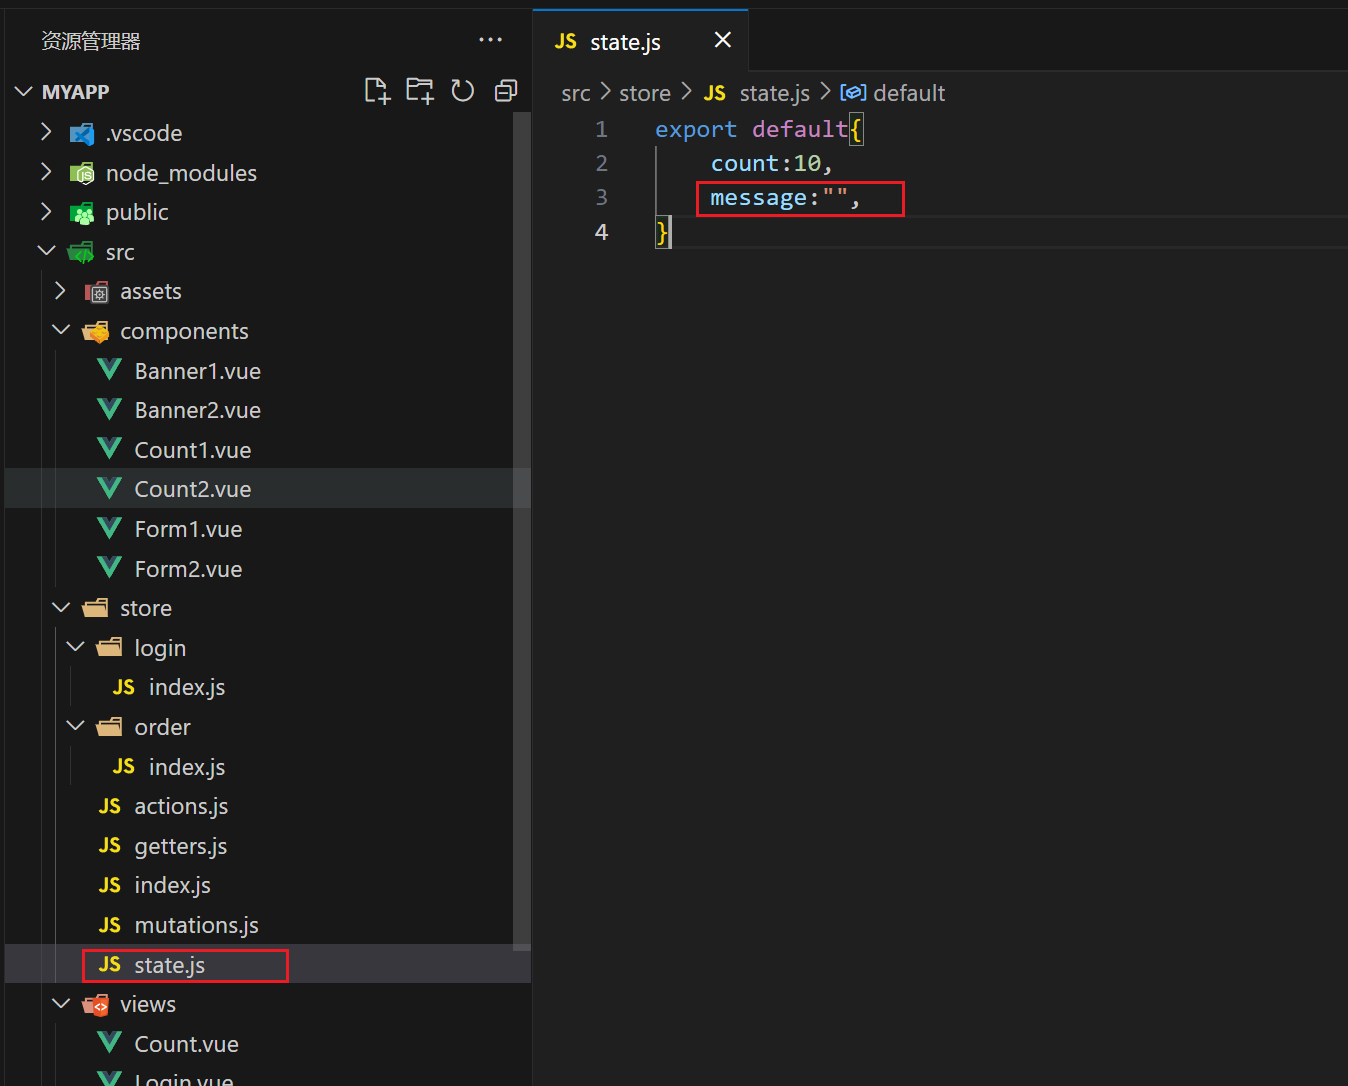 资源管理器
MYAPP
.vscode
node_modules
public
src
assets
components
Banner1.vue
Banner2.vue
Count1.vue
Count2.vue
Form1.vue
Form2.vue
store
login
JS index.js
order
JS index.js
JS actions.js
JS getters.js
JS index.js
JS mutations.js
JS state.js
views
Count.vue
Login.vue
JS state.js
src > store > JS state.js > default
1 export default{
2 count:10,
3 message:"",
4 }